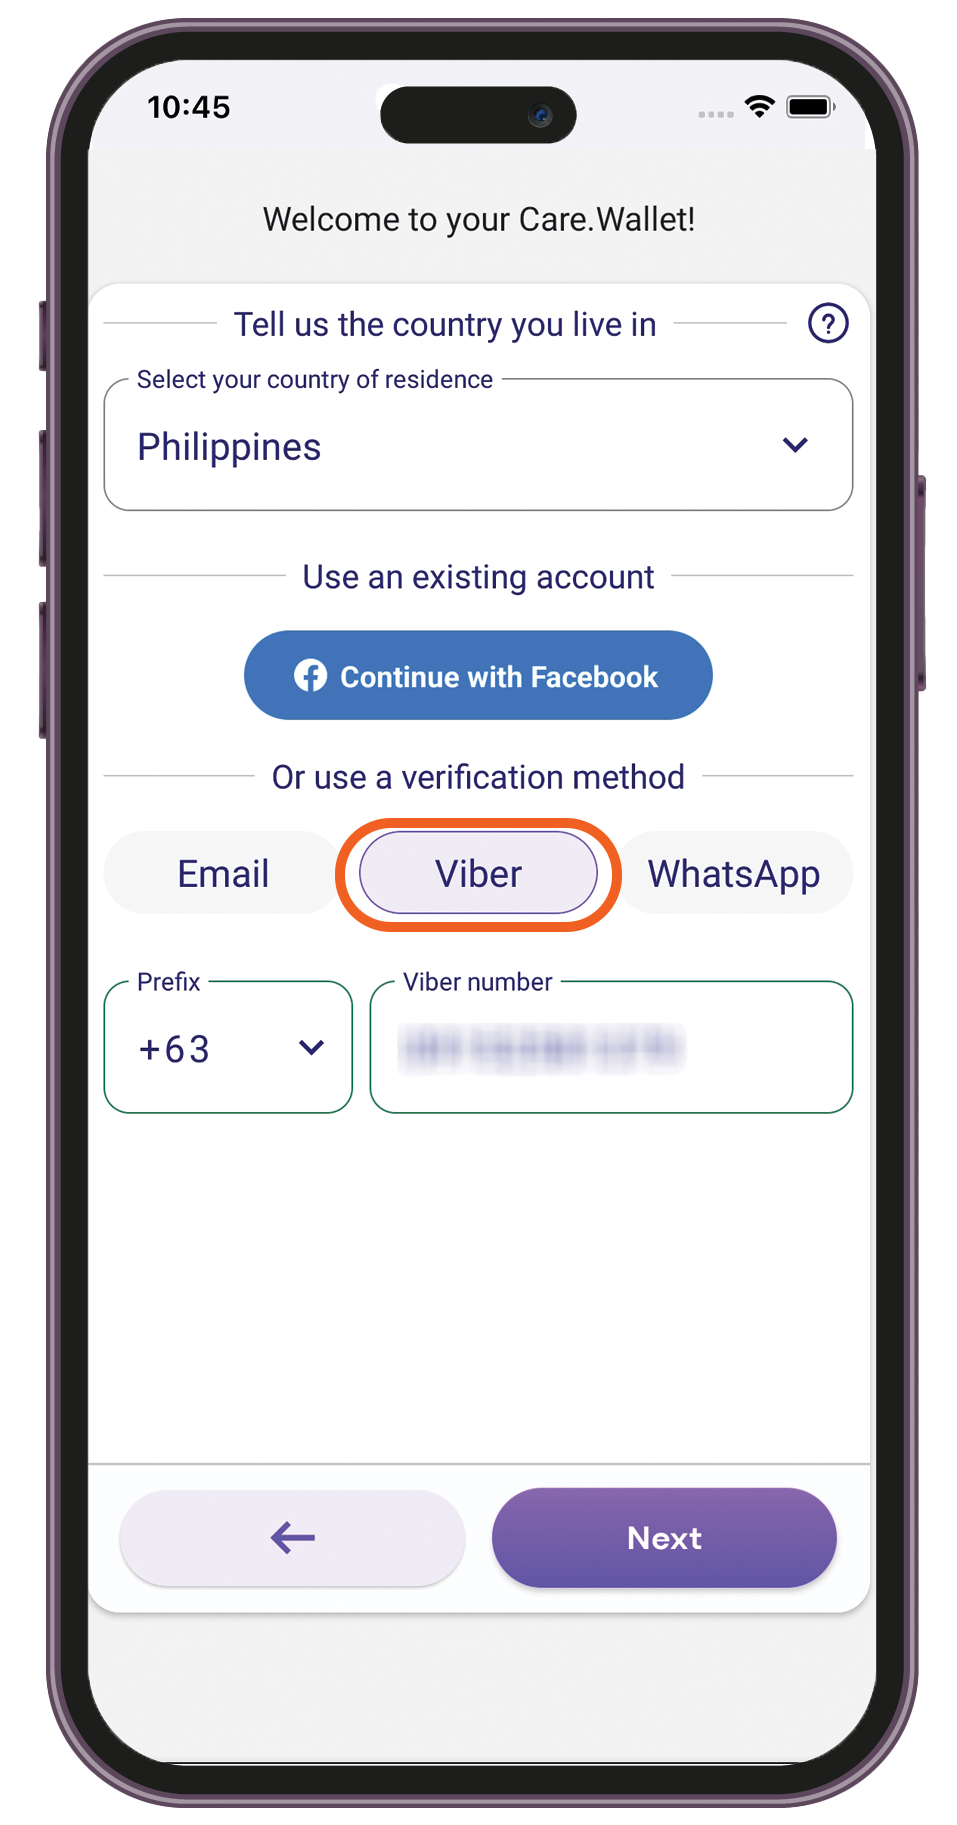 10:45
Welcome to your Care.Wallet!
Tell us the country you live in
?
Select your country of residence
Philippines
Use an existing account
Continue with Facebook
Or use a verification method
Email Viber WhatsApp
Prefix Viber number
+63
Next